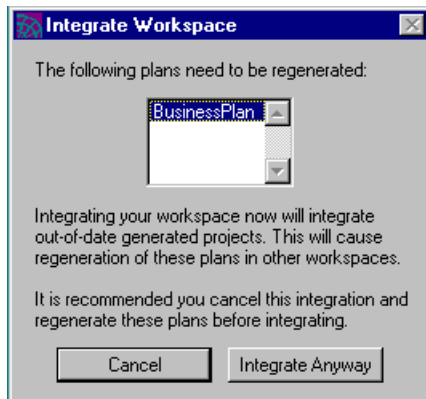 Integrate Workspace
The following plans need to be regenerated:
BusinessPlan
Integrating your workspace now will integrate
out-of-date generated projects. This will cause
regeneration of these plans in other workspaces.
It is recommended you cancel this integration and
regenerate these plans before integrating.
Cancel
Integrate Anyway